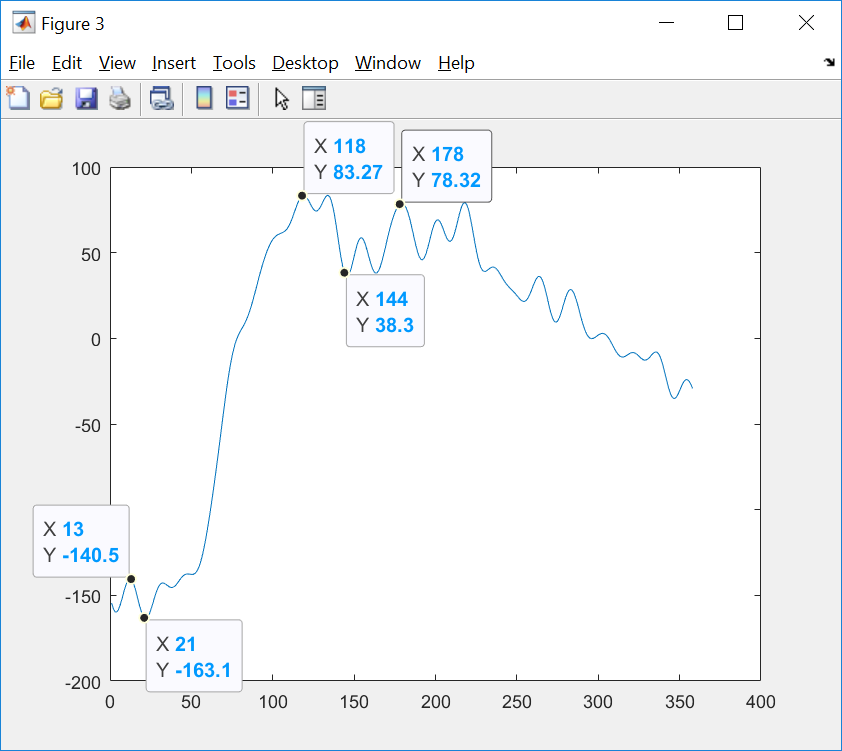 Figure 3
File Edit View Insert Tools Desktop Window Help
X 118
Y 83.27
X 178
Y 78.32
X 144
Y 38.3
X 13
Y -140.5
X 21
Y -163.1
100
50
0
-50
-150
-200
0 50 100 150 200 250 300 350 400